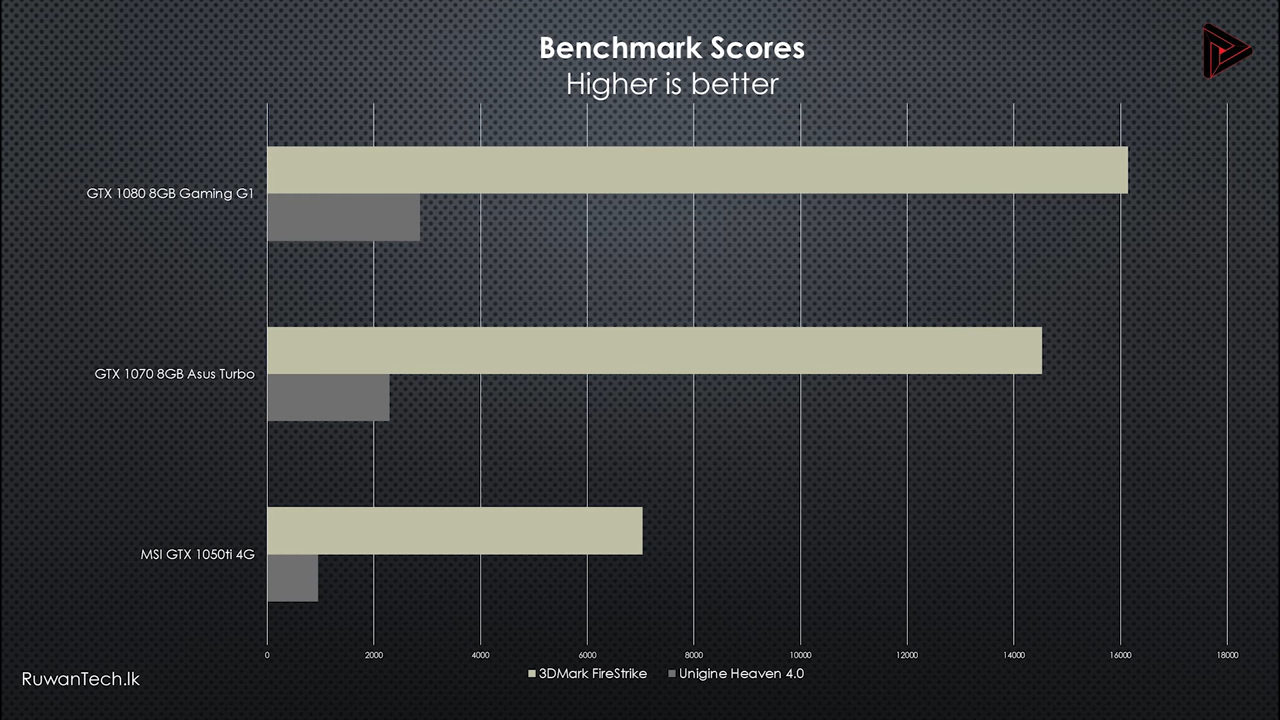 Benchmark Scores
Higher is better
GTX 1080 8GB Gaming G1
GTX 1070 8GB Asus Turbo
MSI GTX 1050ti 4G
0 2000 4000 6000 8000 10000 12000 14000 16000 18000
3DMark FireStrike Unigine Heaven 4.0
RuwanTech.lk